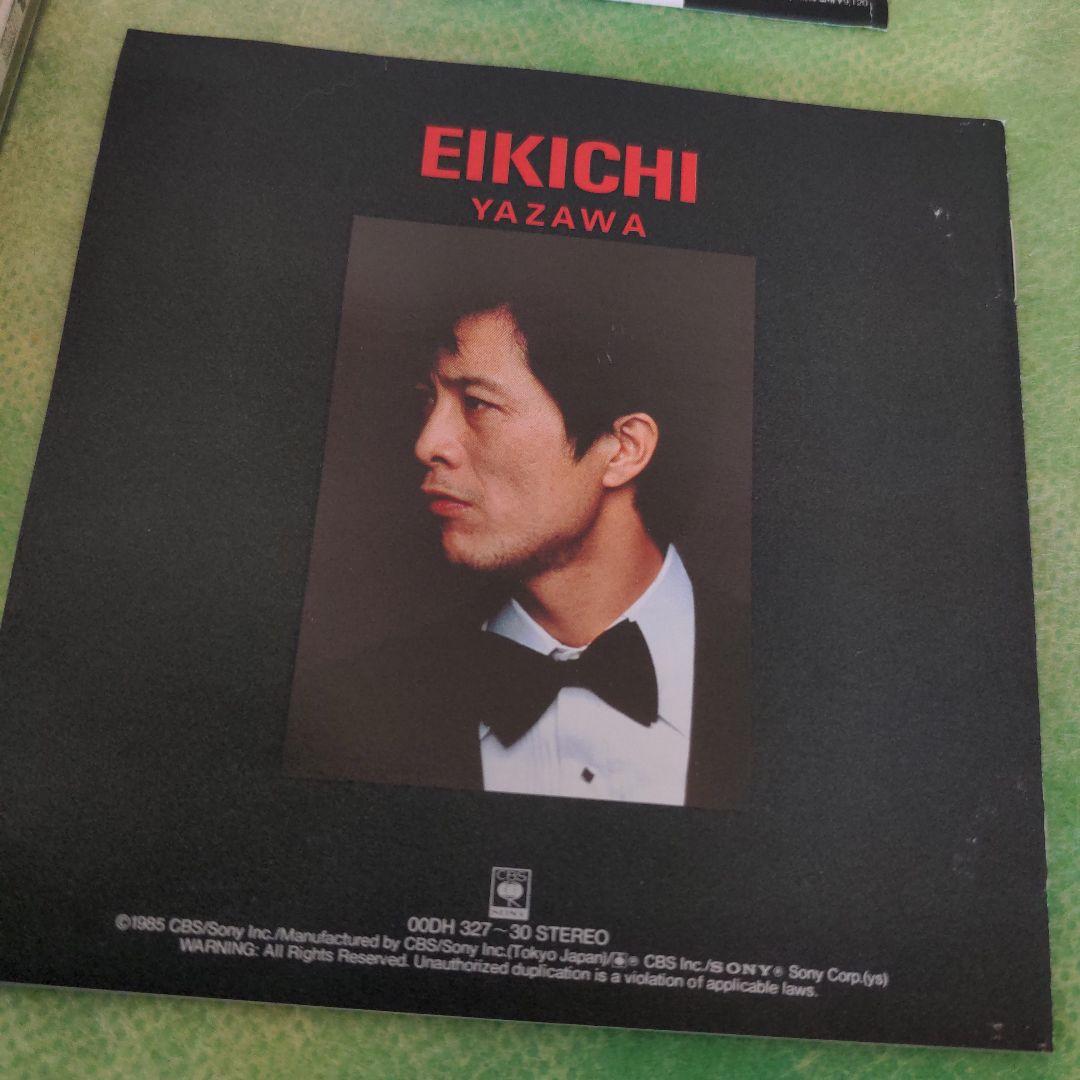 EIKICHI
YAZAWA
CBS
SONY
00DH 327~30 STEREO
©1985 CBS/Sony Inc./Manufactured by CBS/Sony Inc.(Tokyo Japan)/® CBS Inc./SONY® Sony Corp.(ys)
WARNING: All Rights Reserved. Unauthorized duplication is a violation of applicable laws.